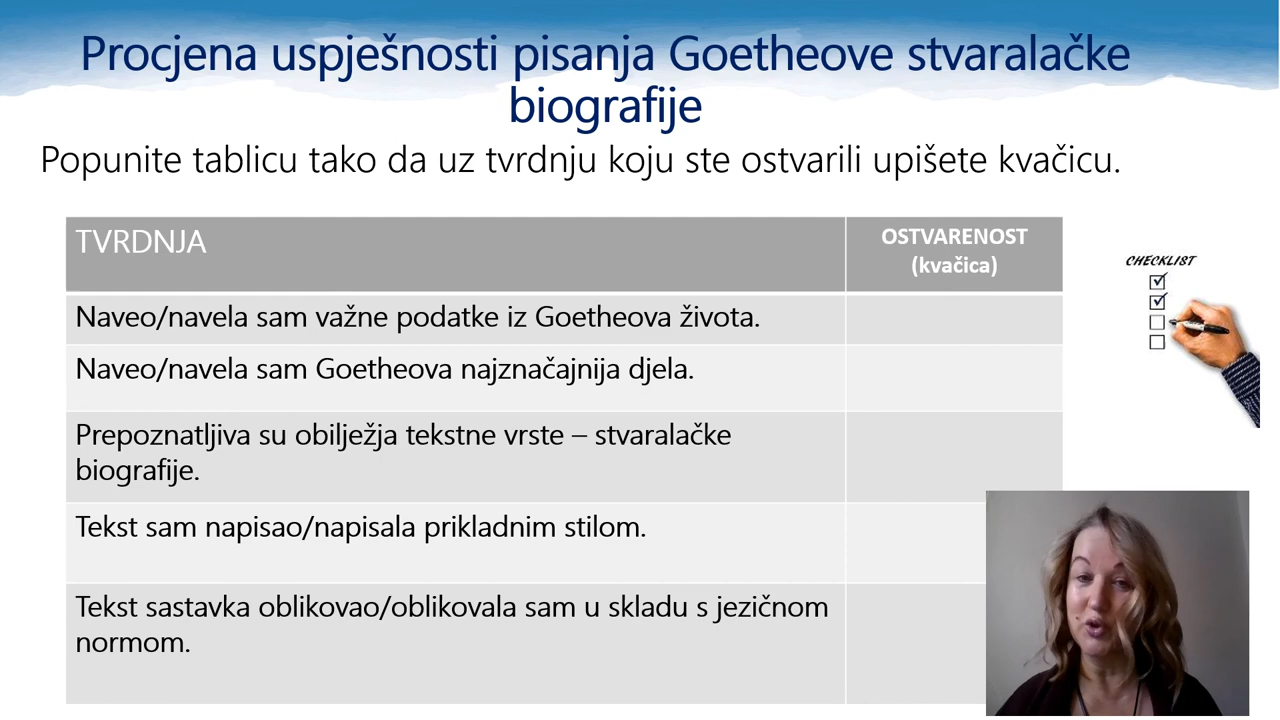 Procjena uspješnosti pisanja Goetheove stvaralačke
biografije
Popunite tablicu tako da uz tvrdnju koju ste ostvarili upišete kvačicu.
TVRDNJA
OSTVARENOST
(kvačica)
Naveo/navela sam važne podatke iz Goetheova života.
Naveo/navela sam Goetheova najznačajnija djela.
Prepoznatljiva su obilježja tekstne vrste – stvaralačke
biografije.
Tekst sam napisao/napisala prikladnim stilom.
Tekst sastavka oblikovao/oblikovala sam u skladu s jezičnom
normom.
CHECKLIST